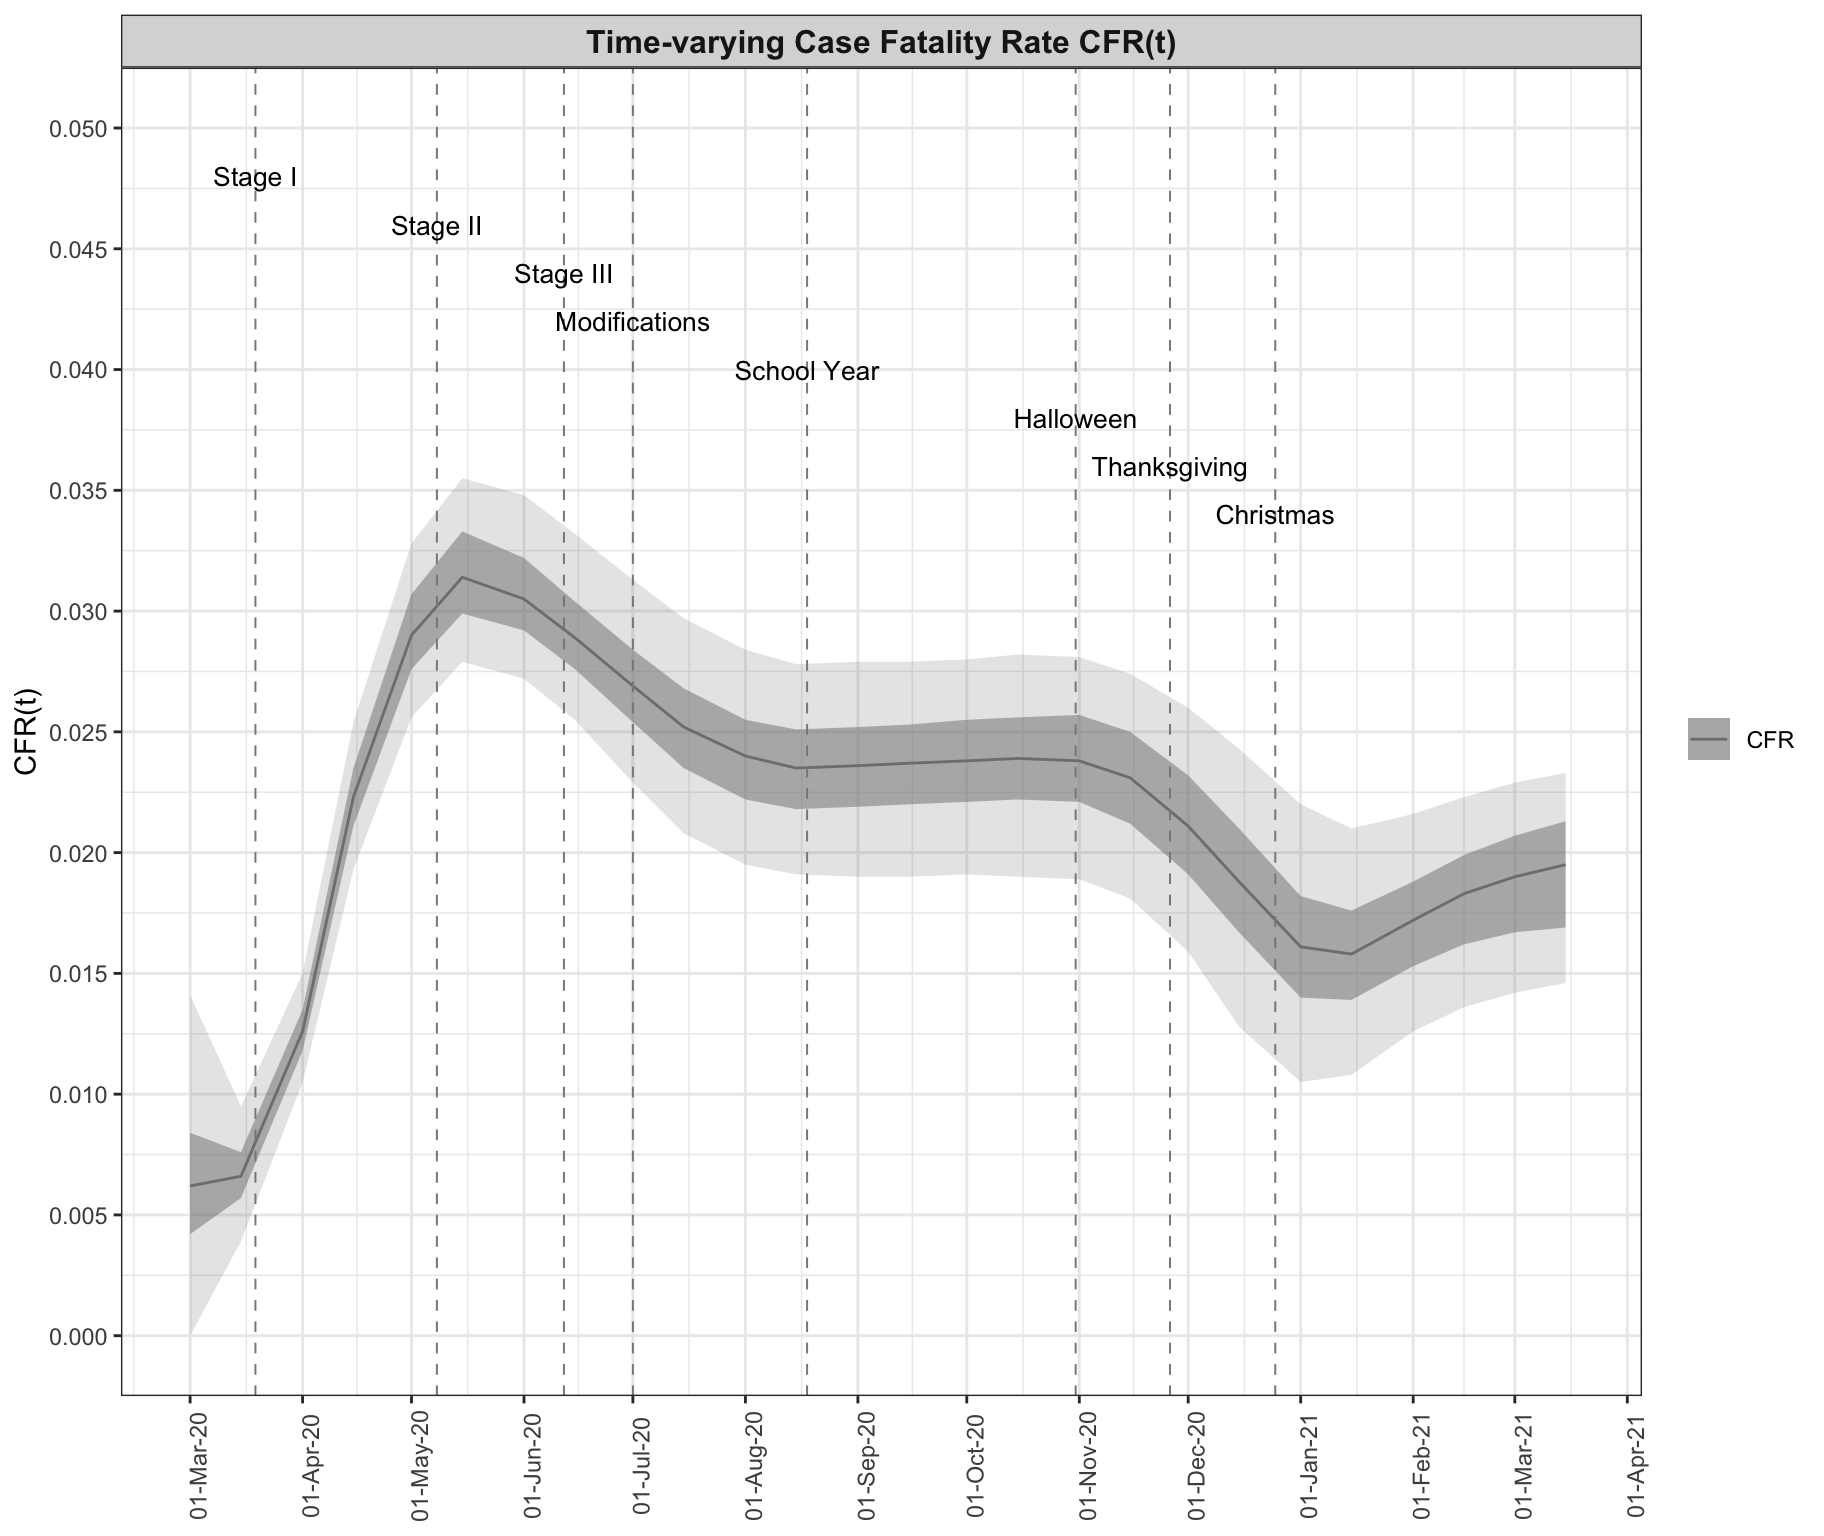 Time-varying Case Fatality Rate CFR(t)
0.050
Stage I
Stage II
0.045
Stage III
Modifications
0.040
School Year
Halloween
Thanksgiving
0.035
Christmas
0.030
CFR(t)
0.025
CFR
0.020
0.015
0.010
0.005
0.000
01-Mar-20
01-Apr-20
01-May-20
01-Jun-20
01-Jul-20
01-Aug-20
01-Sep-20
01-Oct-20
01-Nov-20
01-Dec-20
01-Jan-21
01-Feb-21
01-Mar-21
01-Apr-21